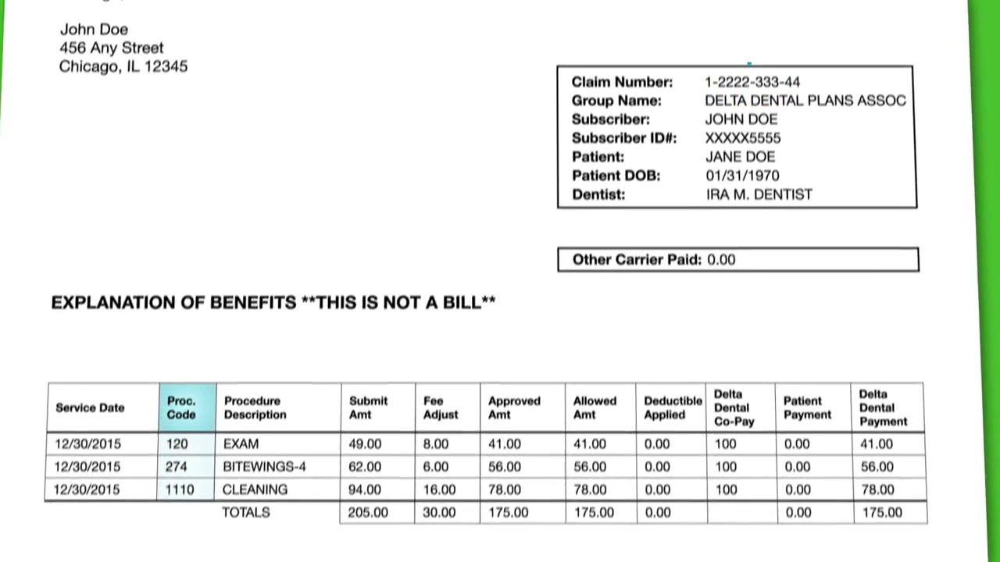 John Doe
456 Any Street
Chicago, IL 12345
Claim Number: 1-2222-333-44
Group Name: DELTA DENTAL PLANS ASSOC
Subscriber: JOHN DOE
Subscriber ID#: XXXXX5555
Patient: JANE DOE
Patient DOB: 01/31/1970
Dentist: IRA M. DENTIST
Other Carrier Paid: 0.00
EXPLANATION OF BENEFITS **THIS IS NOT A BILL**
Service Date Proc. Code Procedure Description Submit Amt Fee Adjust Approved Amt Allowed Amt Deductible Applied Delta Dental Co-Pay Patient Payment Delta Dental Payment
12/30/2015 120 EXAM 49.00 8.00 41.00 41.00 0.00 100 0.00 41.00
12/30/2015 274 BITEWINGS-4 62.00 6.00 56.00 56.00 0.00 100 0.00 56.00
12/30/2015 1110 CLEANING 94.00 16.00 78.00 78.00 0.00 100 0.00 78.00
TOTALS 205.00 30.00 175.00 175.00 0.00 0.00 175.00